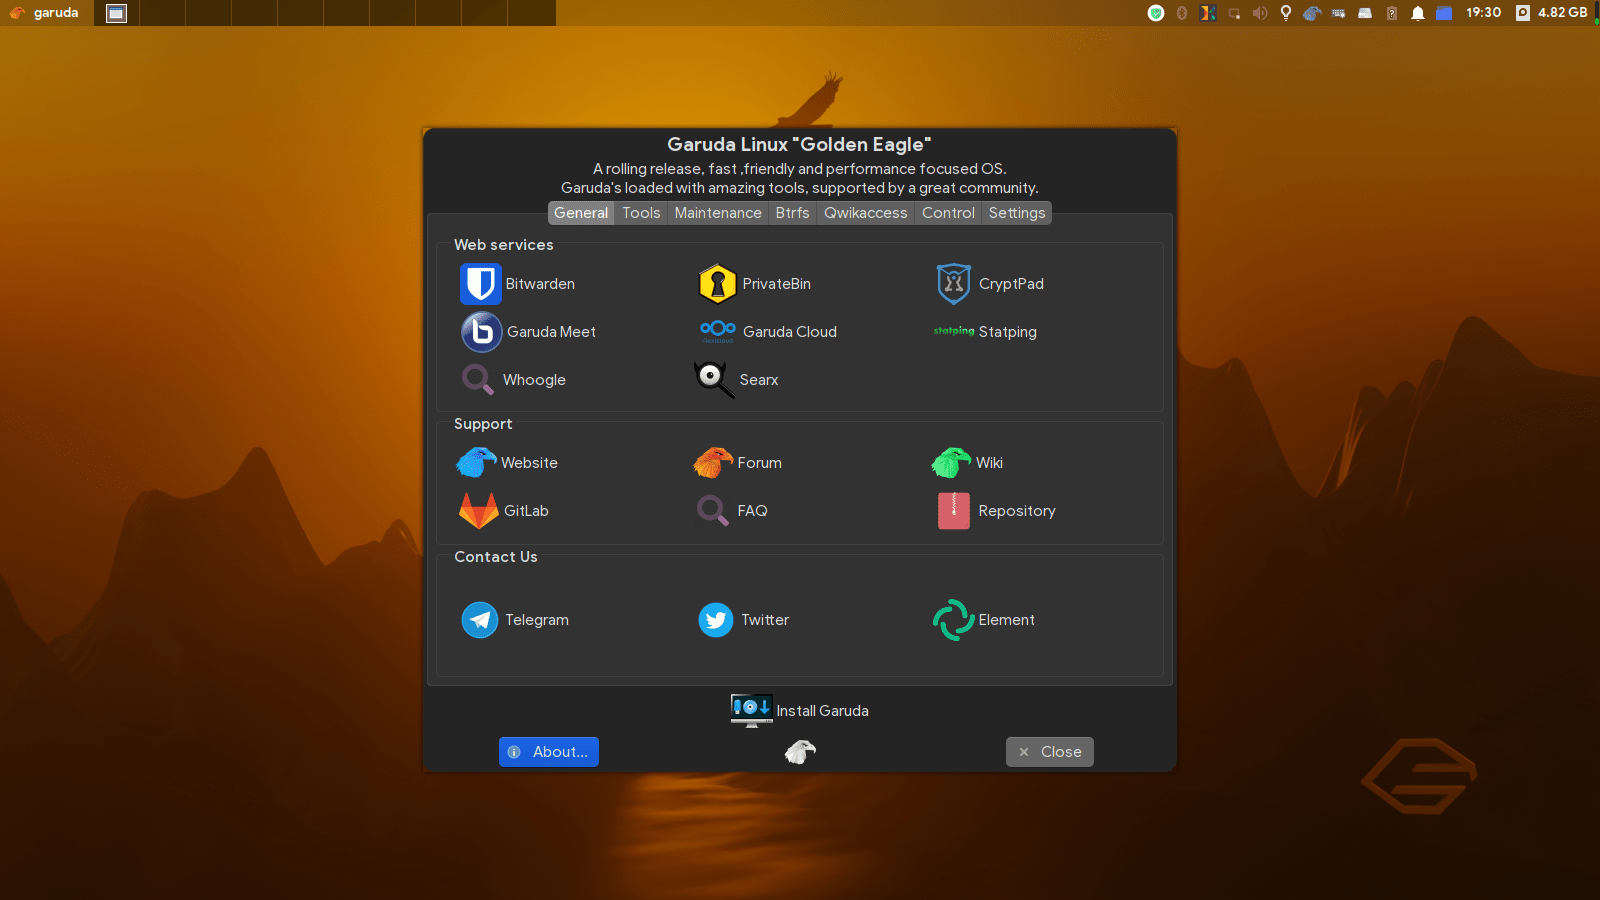 garuda
19:30
4.82 GB
Garuda Linux "Golden Eagle"
A rolling release, fast ,friendly and performance focused OS.
Garuda's loaded with amazing tools, supported by a great community.
General Tools Maintenance Btrfs Qwikaccess Control Settings
Web services
Bitwarden PrivateBin CryptPad
Garuda Meet Garuda Cloud statping Statping
Whoogle Searx
Support
Website Forum Wiki
GitLab FAQ Repository
Contact Us
Telegram Twitter Element
Install Garuda
About... Close